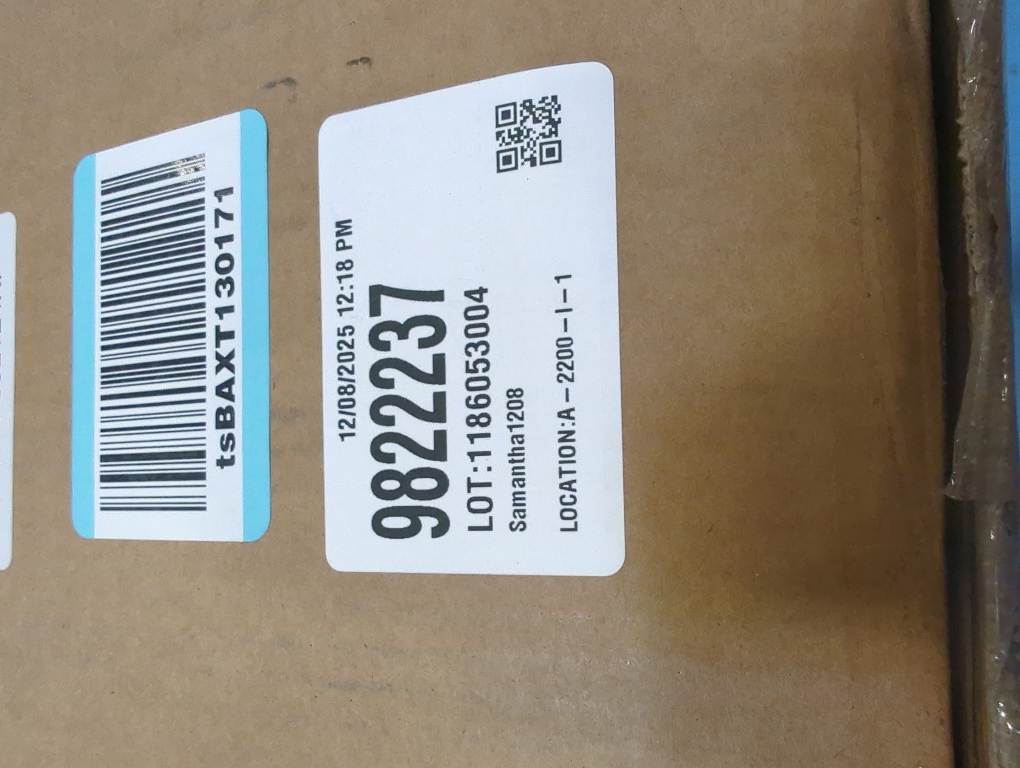 tsBAXT130171
12/08/2025 12:18 PM
9822237
LOT:1186053004
Samantha1208
LOCATION:A-2200-I-1